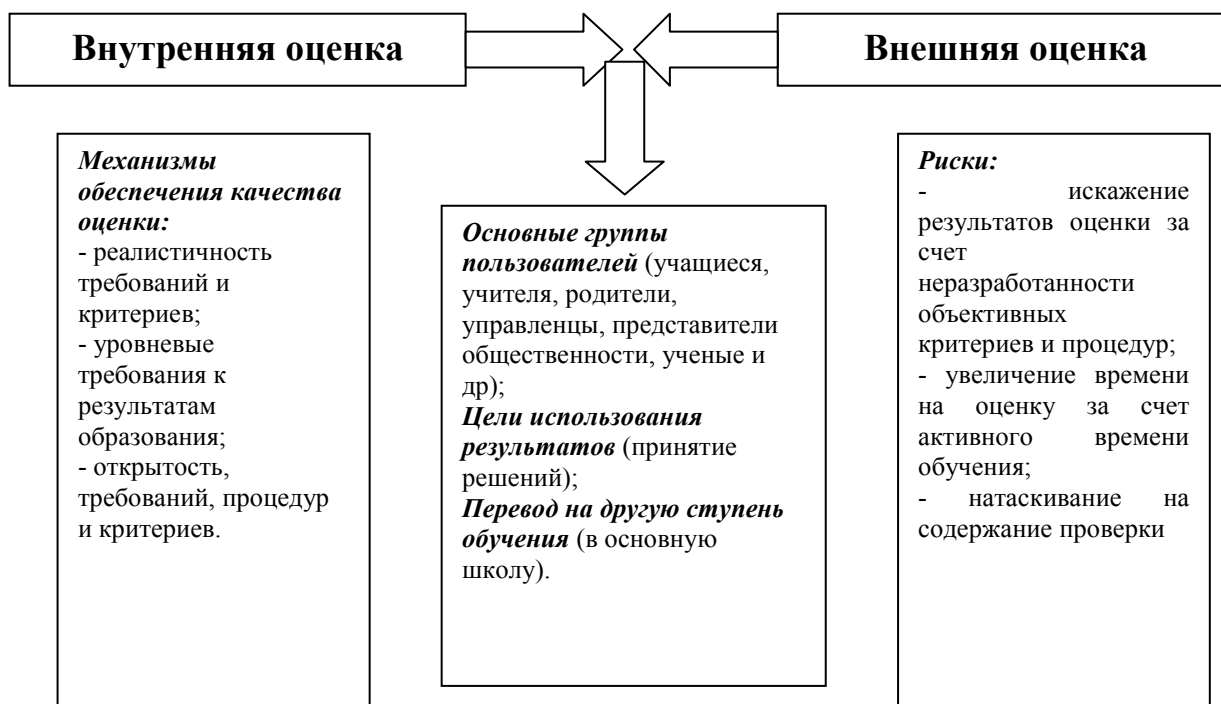 Внутренняя оценка
Внешняя оценка
Механизмы
обеспечения качества
оценки:
- реалистичность
требований и
критериев;
- уровневые
требования к
результатам
образования;
- открытость,
требований, процедур
и критериев.
Основные группы
пользователей (учащиеся,
учителя, родители,
управленцы, представители
общественности, ученые и
др);
Цели использования
результатов (принятие
решений);
Перевод на другую ступень
обучения (в основную
школу).
Риски:
- искажение
результатов оценки за
счет
неразработанности
объективных
критериев и процедур;
- увеличение времени
на оценку за счет
активного времени
обучения;
- натаскивание на
содержание проверки